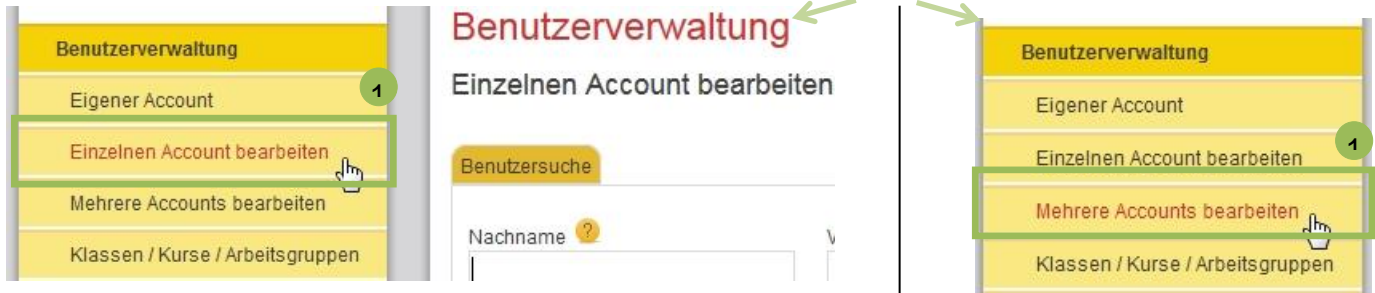 Benutzerverwaltung
Eigener Account
1
Einzelnen Account bearbeiten
Mehrere Accounts bearbeiten
Klassen / Kurse / Arbeitsgruppen
Benutzerverwaltung
Einzelnen Account bearbeiten
Benutzersuche
Nachname ?
V
Benutzerverwaltung
Eigener Account
Einzelnen Account bearbeiten
1
Mehrere Accounts bearbeiten
Klassen / Kurse / Arbeitsgruppen